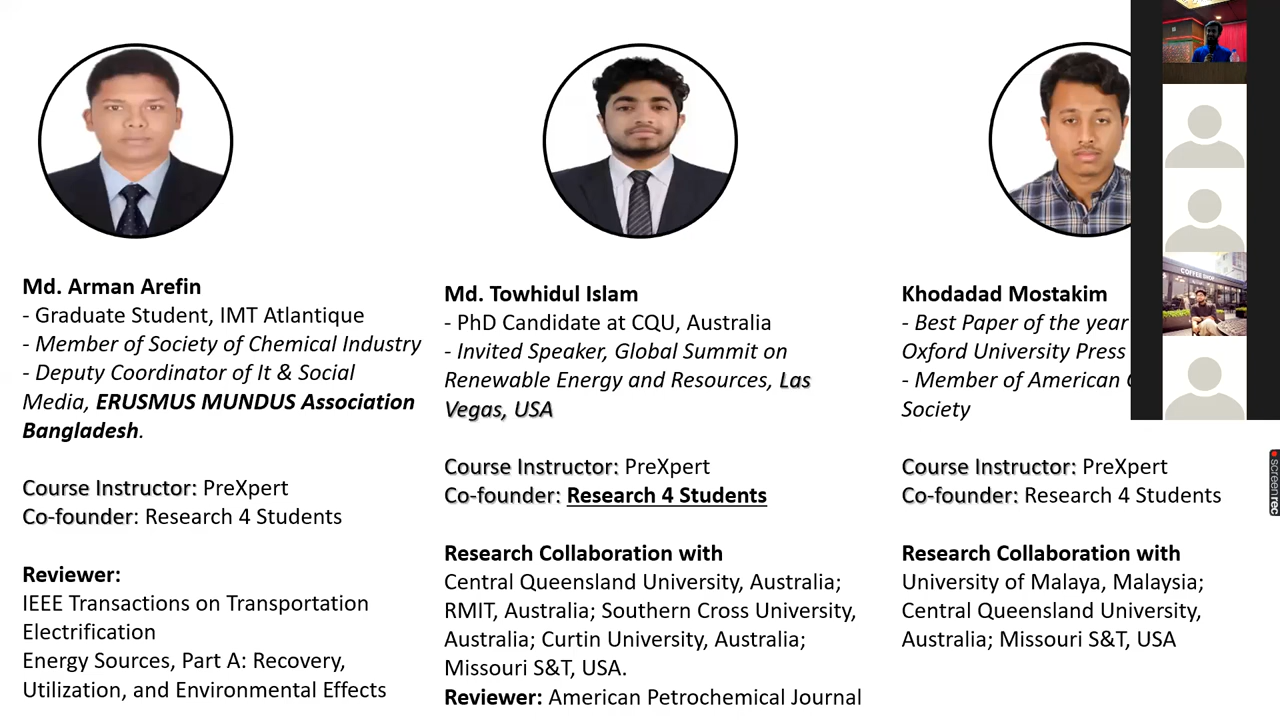 Md. Arman Arefin
- Graduate Student, IMT Atlantique
- Member of Society of Chemical Industry
- Deputy Coordinator of It & Social
Media, ERUSMUS MUNDUS Association
Bangladesh.
Course Instructor: PreXpert
Co-founder: Research 4 Students
Reviewer:
IEEE Transactions on Transportation
Electrification
Energy Sources, Part A: Recovery,
Utilization, and Environmental Effects
Md. Towhidul Islam
- PhD Candidate at CQU, Australia
- Invited Speaker, Global Summit on
Renewable Energy and Resources, Las
Vegas, USA
Course Instructor: PreXpert
Co-founder: Research 4 Students
Research Collaboration with
Central Queensland University, Australia;
RMIT, Australia; Southern Cross University,
Australia; Curtin University, Australia;
Missouri S&T, USA.
Reviewer: American Petrochemical Journal
Khodadad Mostakim
- Best Paper of the year
Oxford University Press
- Member of American
Society
Course Instructor: PreXpert
Co-founder: Research 4 Students
Research Collaboration with
University of Malaya, Malaysia;
Central Queensland University,
Australia; Missouri S&T, USA
COFFEE SHOP
screenrec